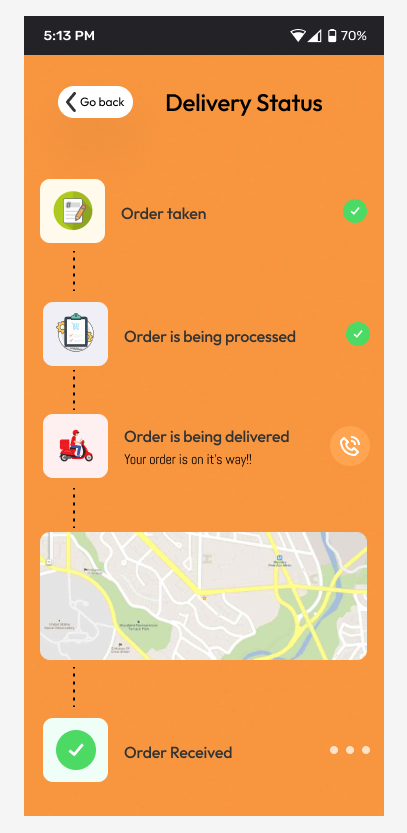 5:13 PM
70%
Go back
Delivery Status
Order taken
Order is being processed
Order is being delivered
Your order is on it's way!!
Order Received